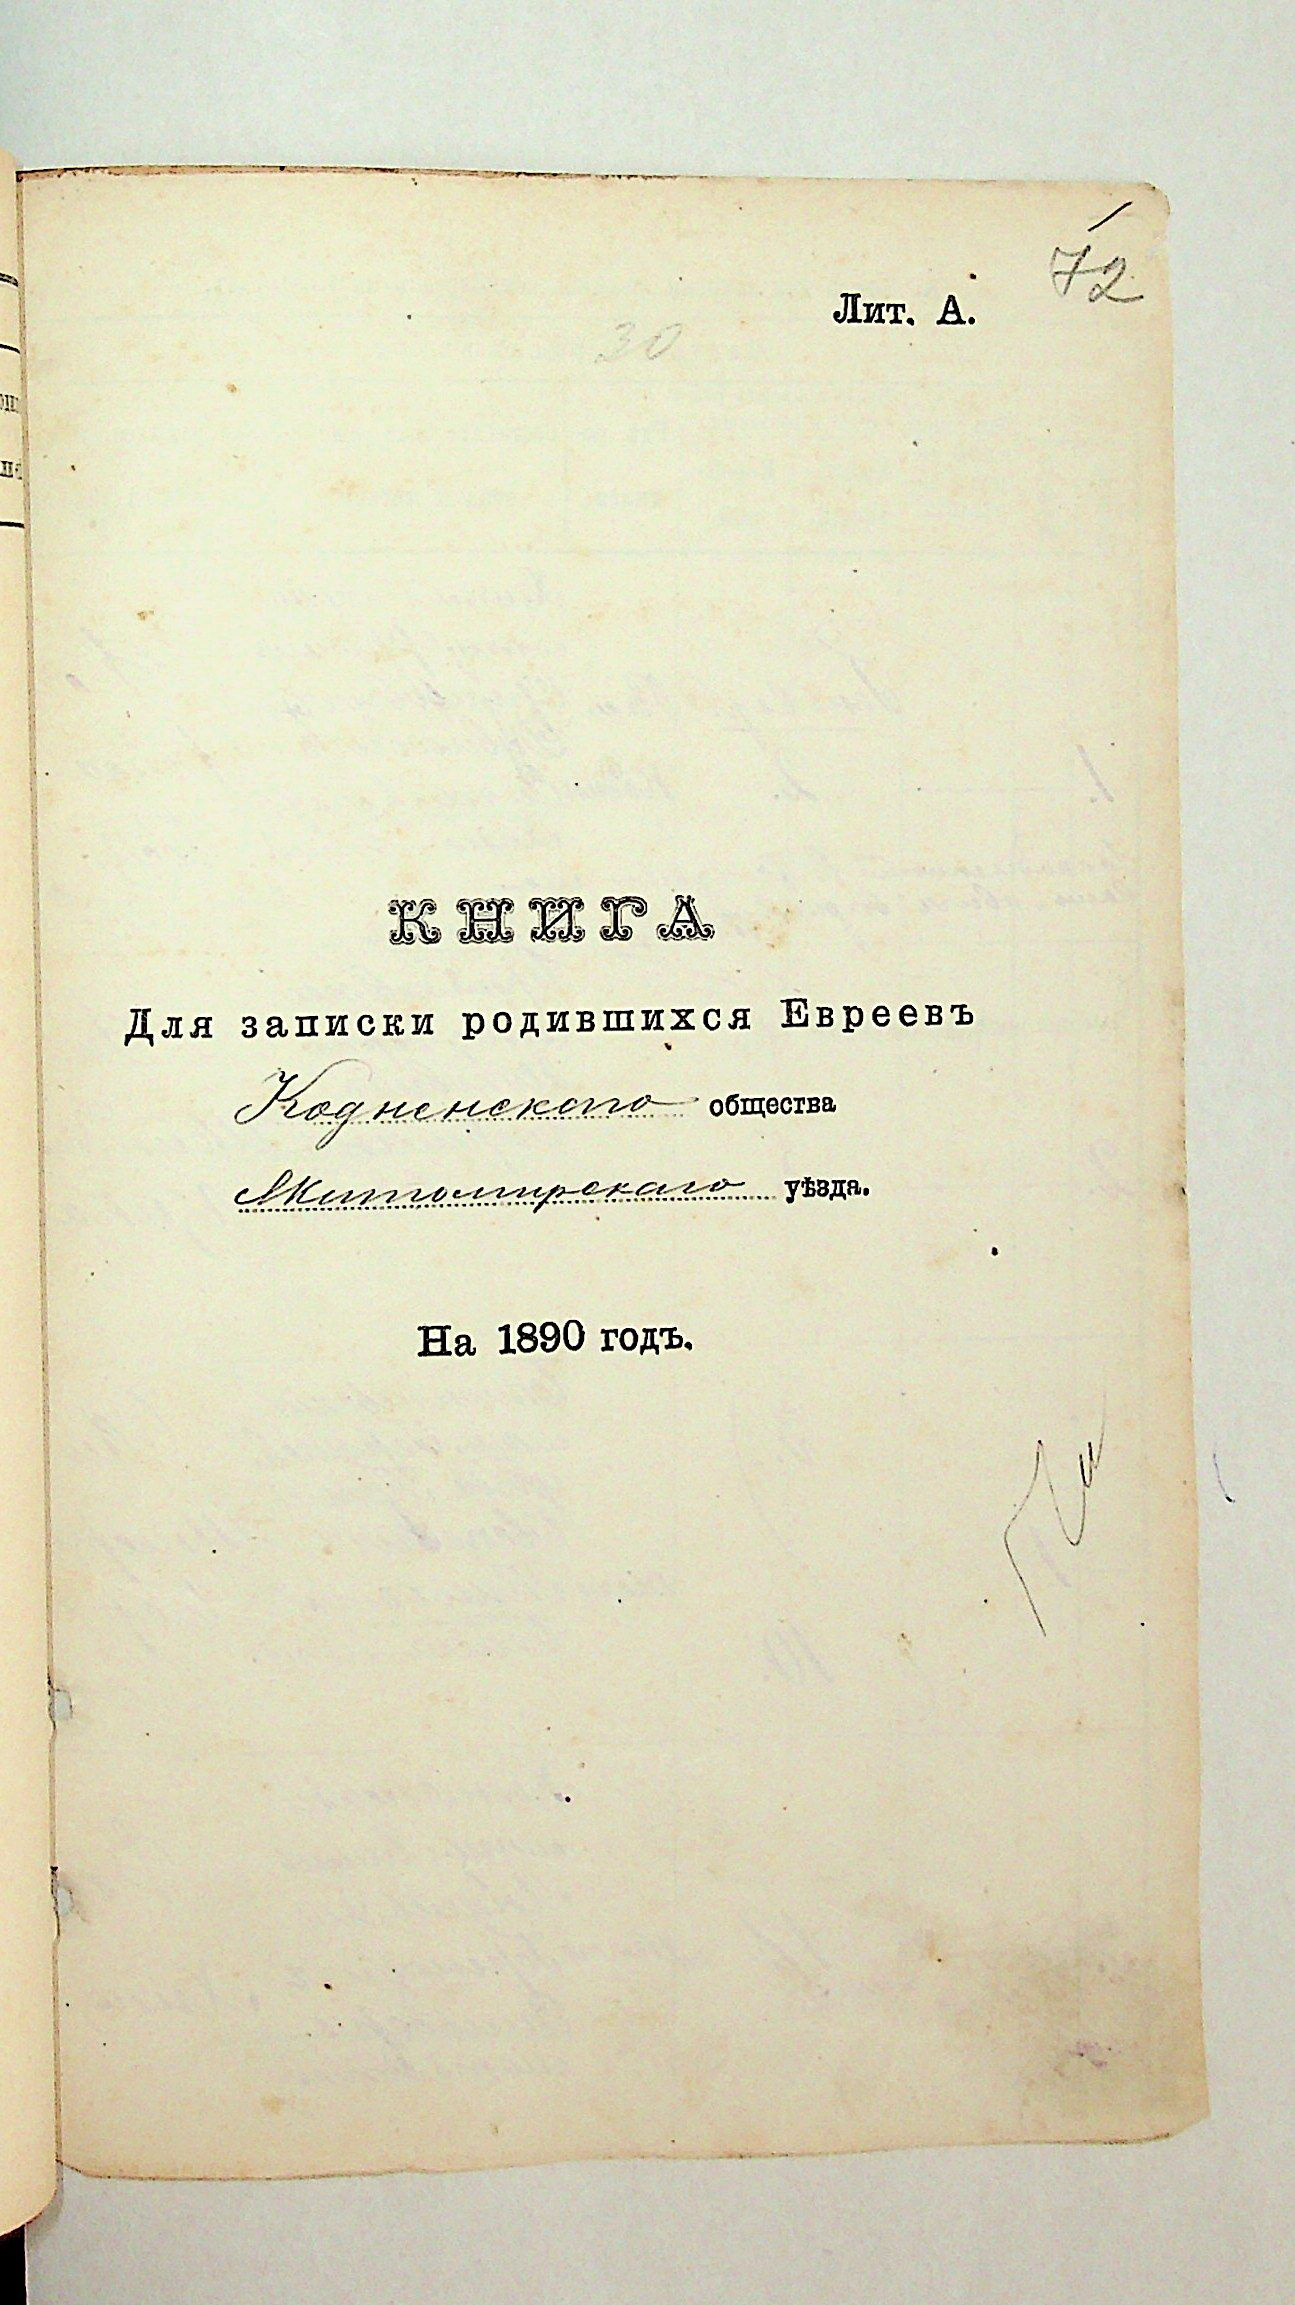 72
Лит. А.
30
КНИГА
Для записки родившихся Евреевъ
Кодненского общества
Житомирскаго уѣзда.
На 1890 годъ.